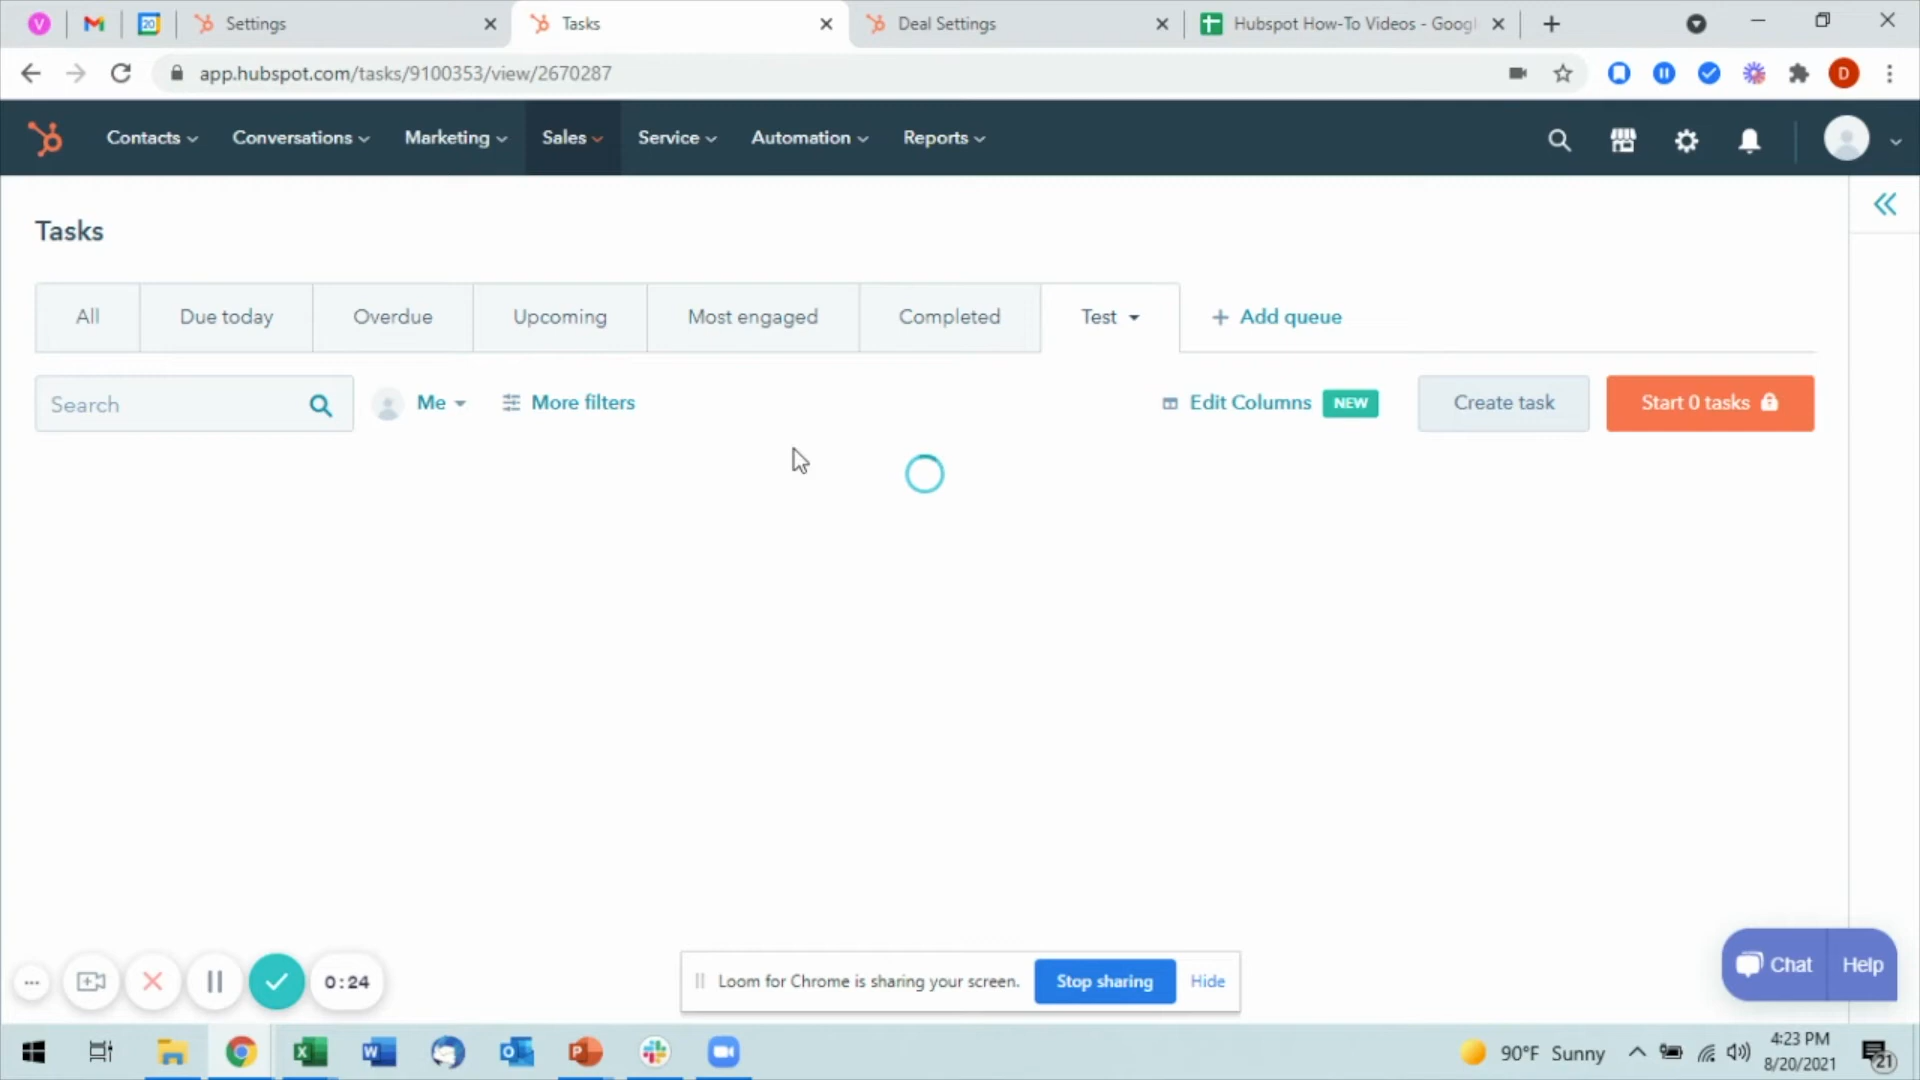 V
20
Settings
Tasks
Deal Settings
Hubspot How-To Videos - Googl
app.hubspot.com/tasks/9100353/view/2670287
D
Contacts
Conversations
Marketing
Sales
Service
Automation
Reports
Tasks
All
Due today
Overdue
Upcoming
Most engaged
Completed
Test
+ Add queue
Search
Me
More filters
Edit Columns
NEW
Create task
Start 0 tasks
Chat
Help
0:24
Loom for Chrome is sharing your screen.
Stop sharing
Hide
90°F Sunny
4:23 PM
8/20/2021
21